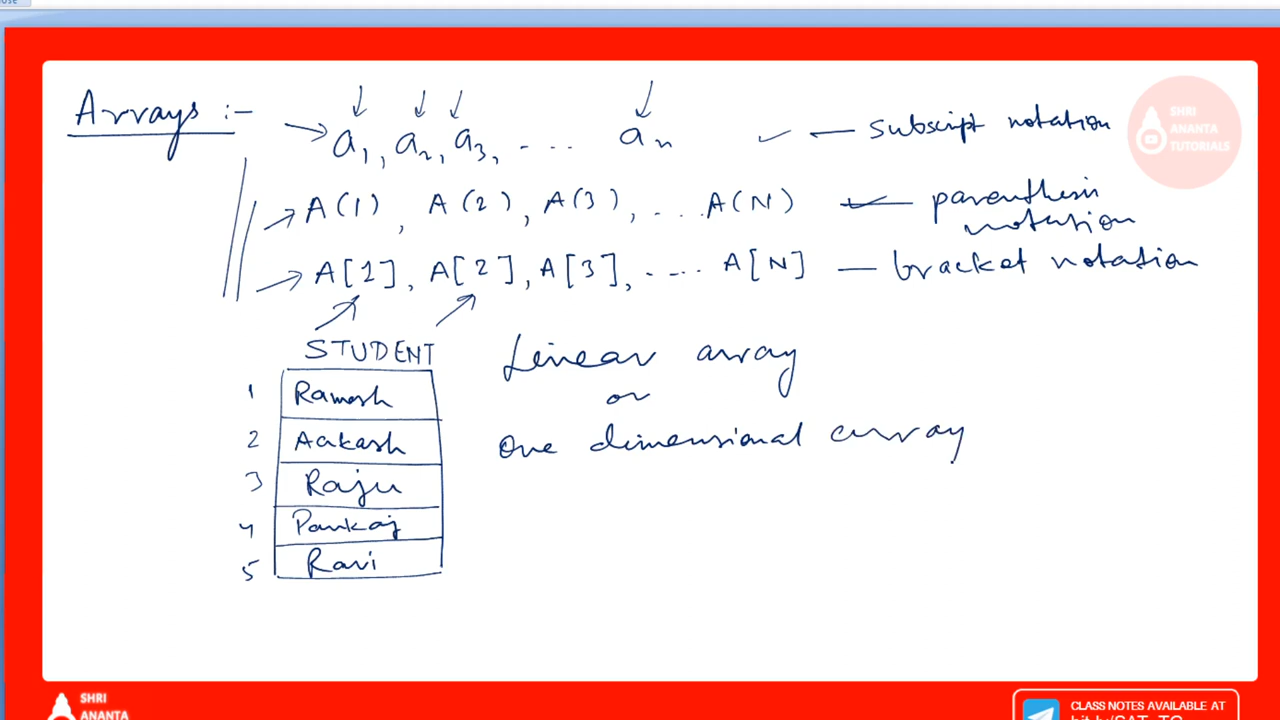 Arrays :-
a1, a2, a3, .... an — subscript notation
A(1), A(2), A(3), ... A(N) — parenthesis notation
A[1], A[2], A[3], .... A[N] — bracket notation
STUDENT
1 Ramesh
2 Aakash
3 Raju
4 Pankaj
5 Ravi
Linear array
or
One dimensional array
SHRI
ANANTA
TUTORIALS
SHRI
ANANTA
CLASS NOTES AVAILABLE AT